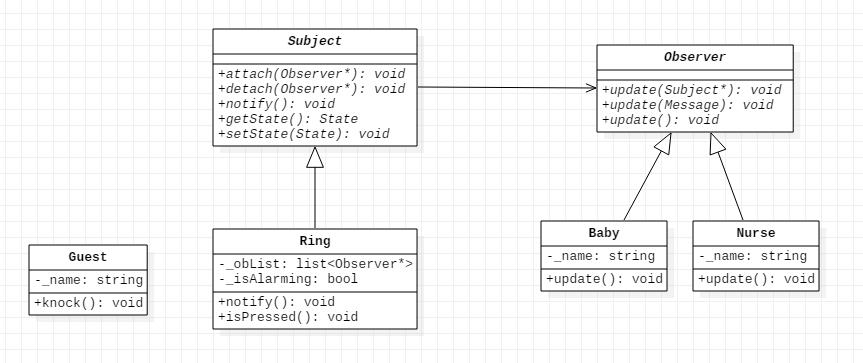 Subject
+attach(Observer*): void
+detach(Observer*): void
+notify(): void
+getState(): State
+setState(State): void
Observer
+update(Subject*): void
+update(Message): void
+update(): void
Guest
-_name: string
+knock(): void
Ring
-_obList: list<Observer*>
-_isAlarming: bool
+notify(): void
+isPressed(): void
Baby
-_name: string
+update(): void
Nurse
-_name: string
+update(): void